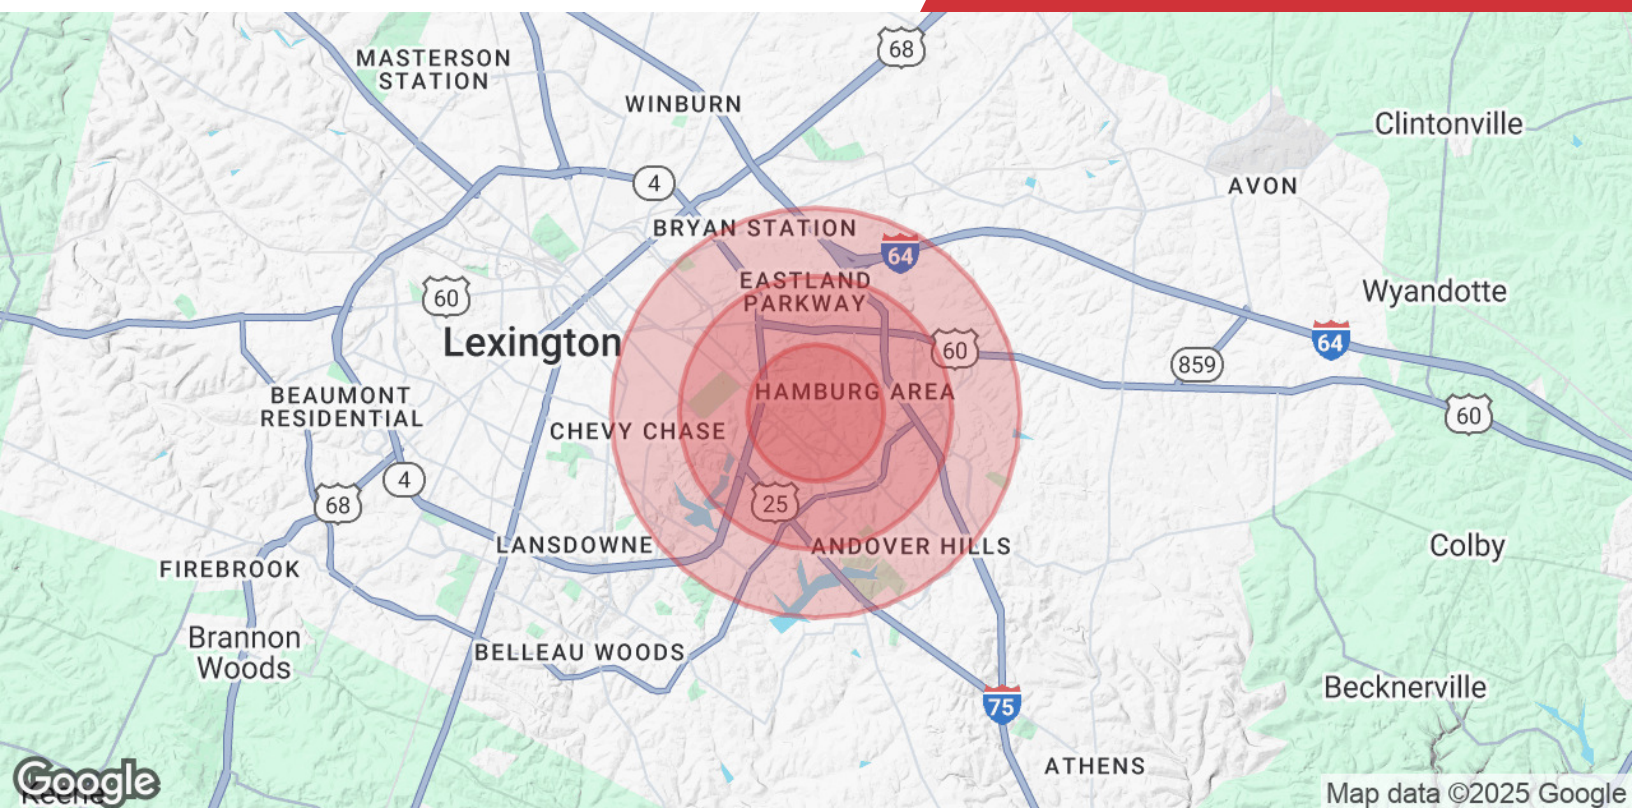 68
MASTERSON
STATION
WINBURN
Clintonville
4
AVON
BRYAN STATION
64
EASTLAND
PARKWAY
60
Wyandotte
Lexington
60
64
859
HAMBURG AREA
BEAUMONT
RESIDENTIAL
60
CHEVY CHASE
4
68
25
LANSDOWNE
ANDOVER HILLS
Colby
FIREBROOK
Brannon
Woods
BELLEAU WOODS
Becknerville
75
ATHENS
Google
Keene
Map data ©2025 Google